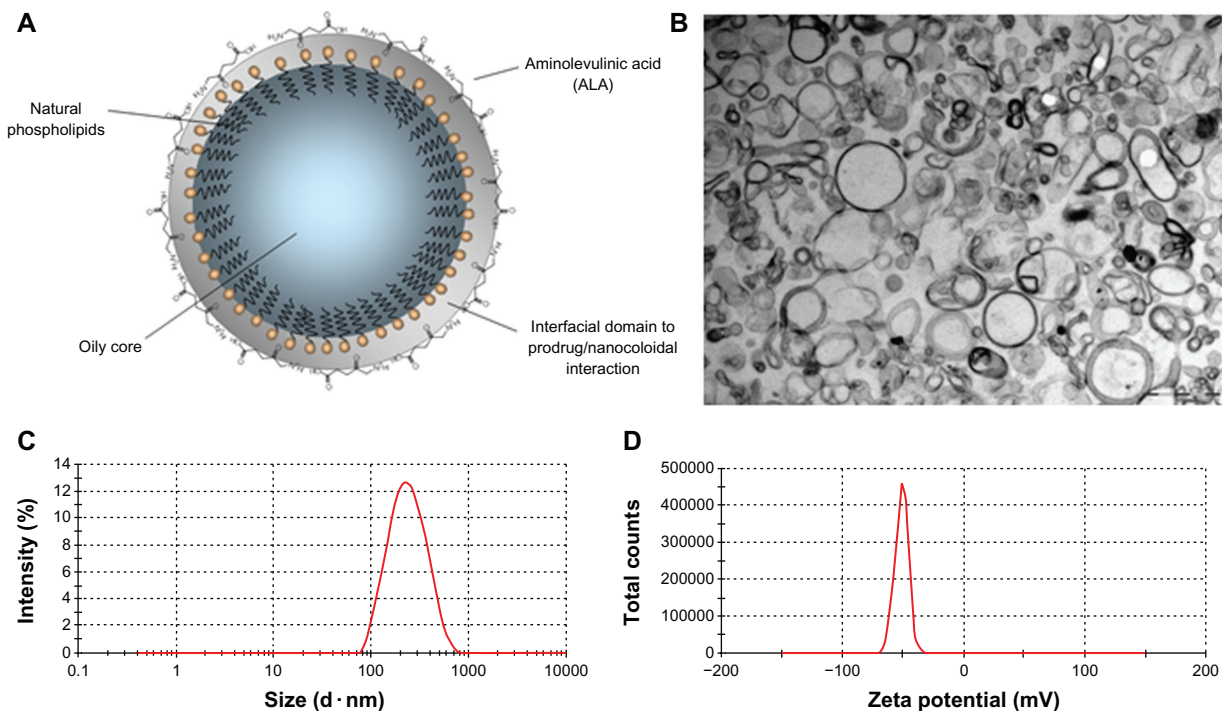 A
Natural
phospholipids
Oily core
Aminolevulinic acid
(ALA)
Interfacial domain to
prodrug/nanocoloidal
interaction
B
C
Intensity (%)
14
12
10
8
6
4
2
0
0.1 1 10 100 1000 10000
Size (d · nm)
D
Total counts
500000
400000
300000
200000
100000
0
−200 −100 0 100 200
Zeta potential (mV)